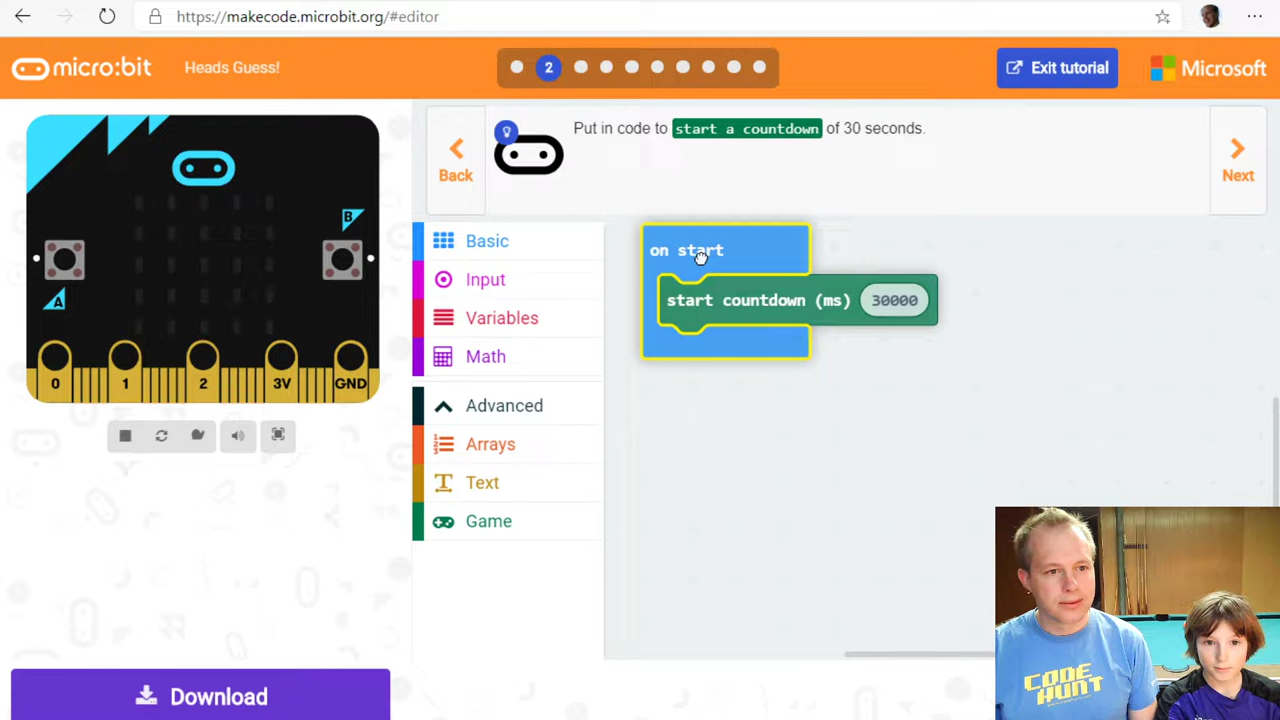 https://makecode.microbit.org/#editor
micro:bit
Heads Guess!
2
Exit tutorial
Microsoft
Back
Put in code to start a countdown of 30 seconds.
Next
B
A
0 1 2 3V GND
Basic
Input
Variables
Math
Advanced
Arrays
Text
Game
on start
start countdown (ms) 30000
Download
CODE
HUNT